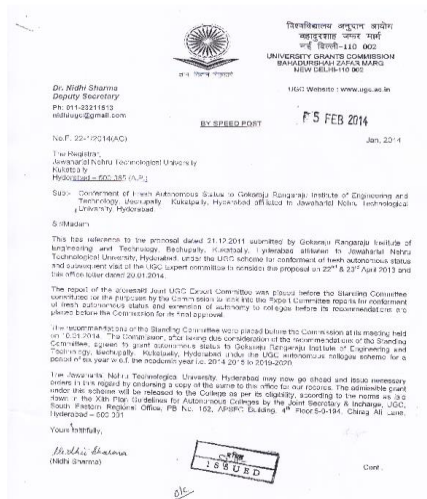 विश्वविद्यालय अनुदान आयोग
बहादुरशाह जफर मार्ग
नई दिल्ली-110 002
UNIVERSITY GRANTS COMMISSION
BAHADURSHAH ZAFAR MARG
NEW DELHI-110 002
Dr. Nidhi Sharma
Deputy Secretary
UGC Website : www.ugc.ac.in
Ph: 011-23211513
nidhiugc@gmail.com
BY SPEED POST
5 FEB 2014
No.F. 22-1/2014(AC)
Jan, 2014
The Registrar,
Jawaharlal Nehru Technological University
Kukatpally
Hyderabad – 500 085 (A.P.)
Sub:- Conferment of Fresh Autonomous Status to Gokaraju Rangaraju Institute of Engineering and
Technology, Bachupally, Kukatpally, Hyderabad affiliated to Jawaharlal Nehru Technological
University, Hyderabad.
Sir/Madam
This has reference to the proposal dated 31.12.2011 submitted by Gokaraju Rangaraju Institute of
Engineering and Technology, Bachupally, Kukatpally, Hyderabad affiliated to Jawaharlal Nehru
Technological University, Hyderabad, under the UGC scheme for conferment of fresh autonomous status
and subsequent visit of the UGC Expert committee to consider the proposal on 22nd & 23rd April 2013 and
this office letter dated 20.01.2014.
The report of the aforesaid Joint UGC Expert Committee was placed before the Standing Committee
constituted for the purposes by the Commission to look into the Expert Committee reports for conferment
of fresh autonomous status and extension of autonomy to colleges before its recommendations are
placed before the Commission for its final approval.
The recommendations of the Standing Committee were placed before the Commission at its meeting held
on 10.01.2014. The Commission, after taking due consideration of the recommendations of the Standing
Committee, agreed to grant autonomous status to Gokaraju Rangaraju Institute of Engineering and
Technology, Bachupally, Kukatpally, Hyderabad under the UGC autonomous colleges scheme for a
period of six year w.e.f. the academic year i.e. 2014-2015 to 2019-2020.
The Jawaharlal Nehru Technological University, Hyderabad may now go ahead and issue necessary
orders in this regard by endorsing a copy of the same to this office for our records. The admissible grant
under this scheme will be released to the College as per its eligibility, according to the norms as laid
down in the XIth Plan Guidelines for Autonomous Colleges by the Joint Secretary & Incharge, UGC,
South Eastern Regional Office, PB No. 152, APSFC Building, 4th Floor 5-9-194, Chirag Ali Lane,
Hyderabad – 500 001
Yours faithfully,
Nidhi Sharma
(Nidhi Sharma)
ISSUED
Cont.
o/c